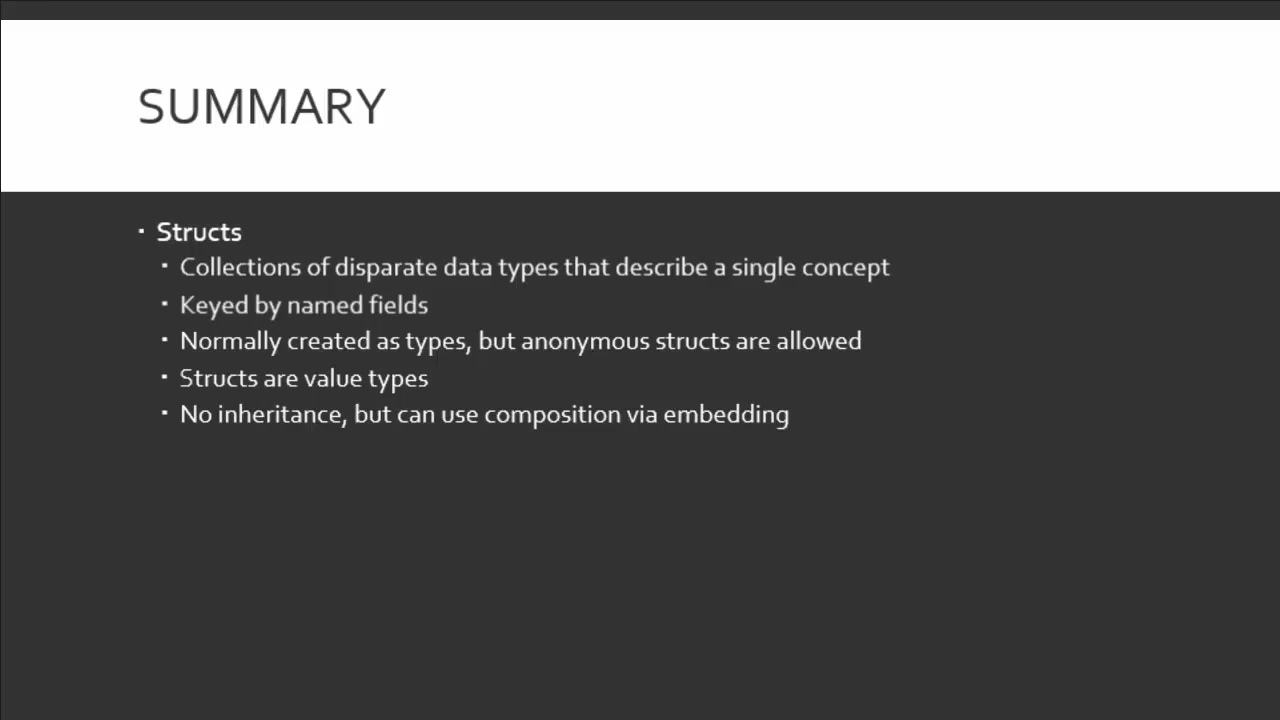 SUMMARY
▪ Structs
▪ Collections of disparate data types that describe a single concept
▪ Keyed by named fields
▪ Normally created as types, but anonymous structs are allowed
▪ Structs are value types
▪ No inheritance, but can use composition via embedding